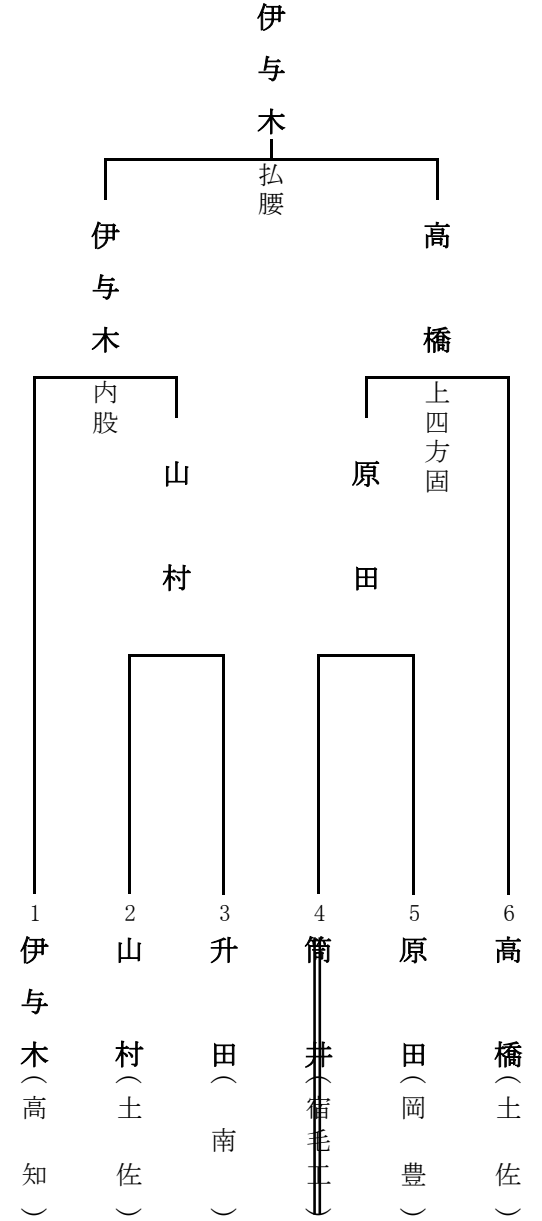 伊与木
払腰
伊与木
高橋
内股
上四方固
山村
原田
1
2
3
4
5
6
伊与木(高知)
山村(土佐)
升田(南)
筒井(宿毛工)
原田(岡豊)
高橋(土佐)